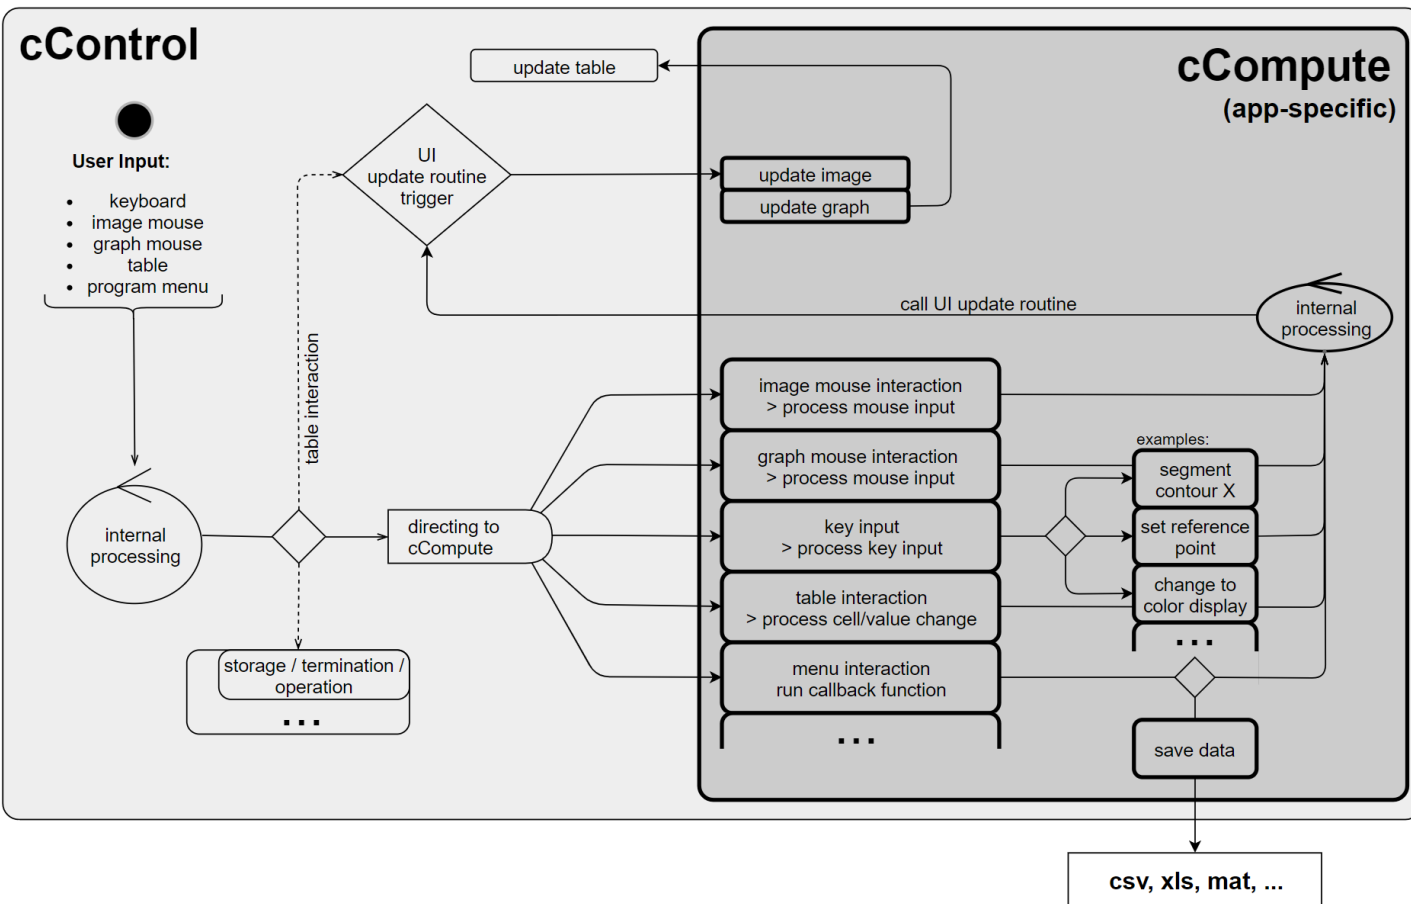 cControl
cCompute
(app-specific)
update table
User Input:
• keyboard
• image mouse
• graph mouse
• table
• program menu
UI
update routine
trigger
update image
update graph
call UI update routine
internal
processing
table interaction
internal
processing
directing to
cCompute
storage / termination /
operation
...
image mouse interaction
> process mouse input
graph mouse interaction
> process mouse input
key input
> process key input
table interaction
> process cell/value change
menu interaction
run callback function
...
examples:
segment
contour X
set reference
point
change to
color display
...
save data
csv, xls, mat, ...